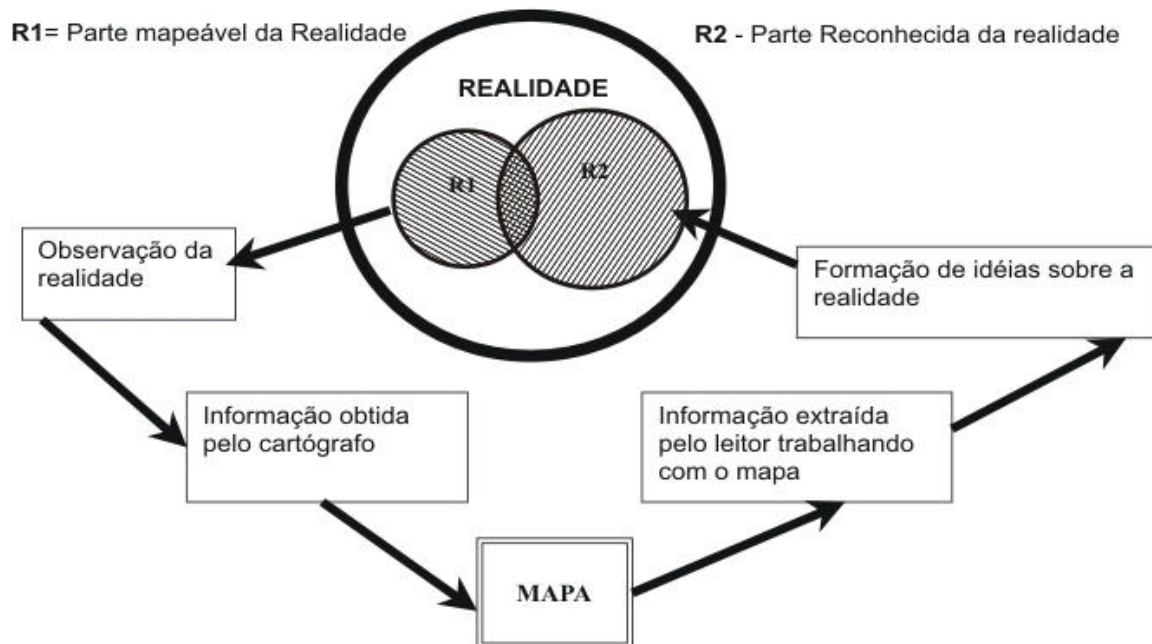 R1= Parte mapeável da Realidade
R2 - Parte Reconhecida da realidade
REALIDADE
R1
R2
Observação da
realidade
Formação de idéias sobre a
realidade
Informação obtida
pelo cartógrafo
Informação extraída
pelo leitor trabalhando
com o mapa
MAPA